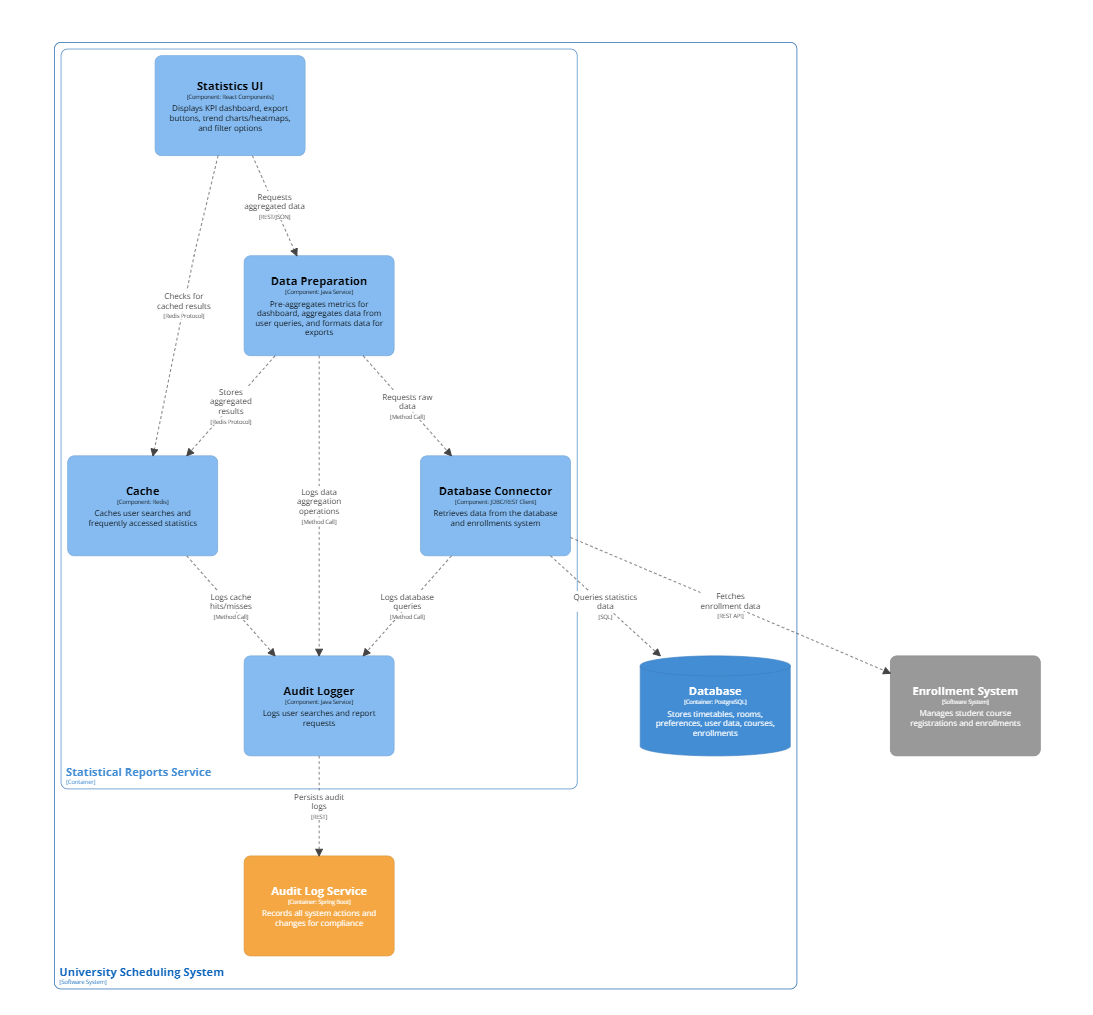 Statistics UI
[Component: React Components]
Displays KPI dashboard, export
buttons, trend charts/heatmaps,
and filter options
Requests
aggregated data
[REST/JSON]
Data Preparation
[Component: Java Service]
Pre-aggregates metrics for
dashboard, aggregates data from
user queries, and formats data for
exports
Checks for
cached results
[Redis Protocol]
Stores
aggregated
results
[Redis Protocol]
Requests raw
data
[Method Call]
Cache
[Component: Redis]
Caches user searches and
frequently accessed statistics
Logs data
aggregation
operations
[Method Call]
Database Connector
[Component: JDBC/REST Client]
Retrieves data from the database
and enrollments system
Logs cache
hits/misses
[Method Call]
Logs database
queries
[Method Call]
Queries statistics
data
[SQL]
Fetches
enrollment data
[REST API]
Audit Logger
[Component: Java Service]
Logs user searches and report
requests
Database
[Container: PostgreSQL]
Stores timetables, rooms,
preferences, user data, courses,
enrollments
Enrollment System
[Software System]
Manages student course
registrations and enrollments
Statistical Reports Service
[Container]
Persists audit
logs
[REST]
Audit Log Service
[Container: Spring Boot]
Records all system actions and
changes for compliance
University Scheduling System
[Software System]